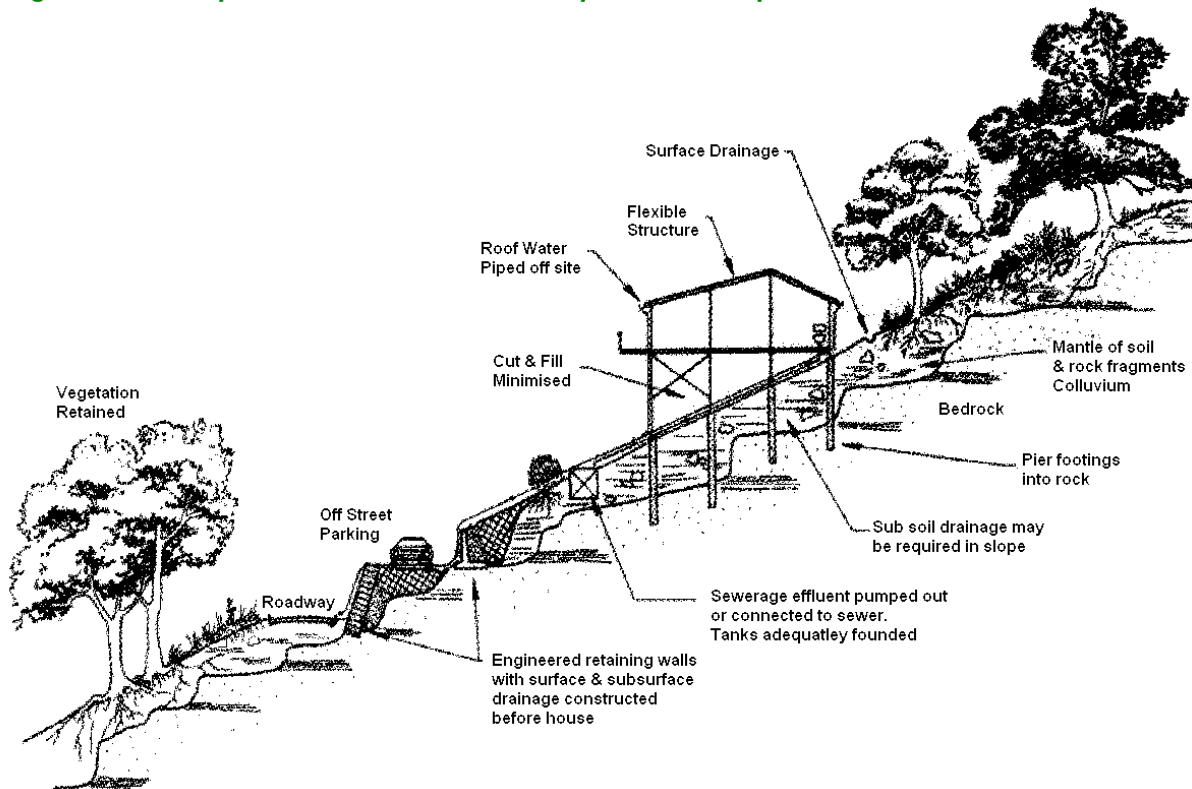 Surface Drainage
Flexible
Structure
Roof Water
Piped off site
Cut & Fill
Minimised
Mantle of soil
& rock fragments
Colluvium
Vegetation
Retained
Bedrock
Pier footings
into rock
Off Street
Parking
Sub soil drainage may
be required in slope
Roadway
Sewerage effluent pumped out
or connected to sewer.
Tanks adequatley founded
Engineered retaining walls
with surface & subsurface
drainage constructed
before house